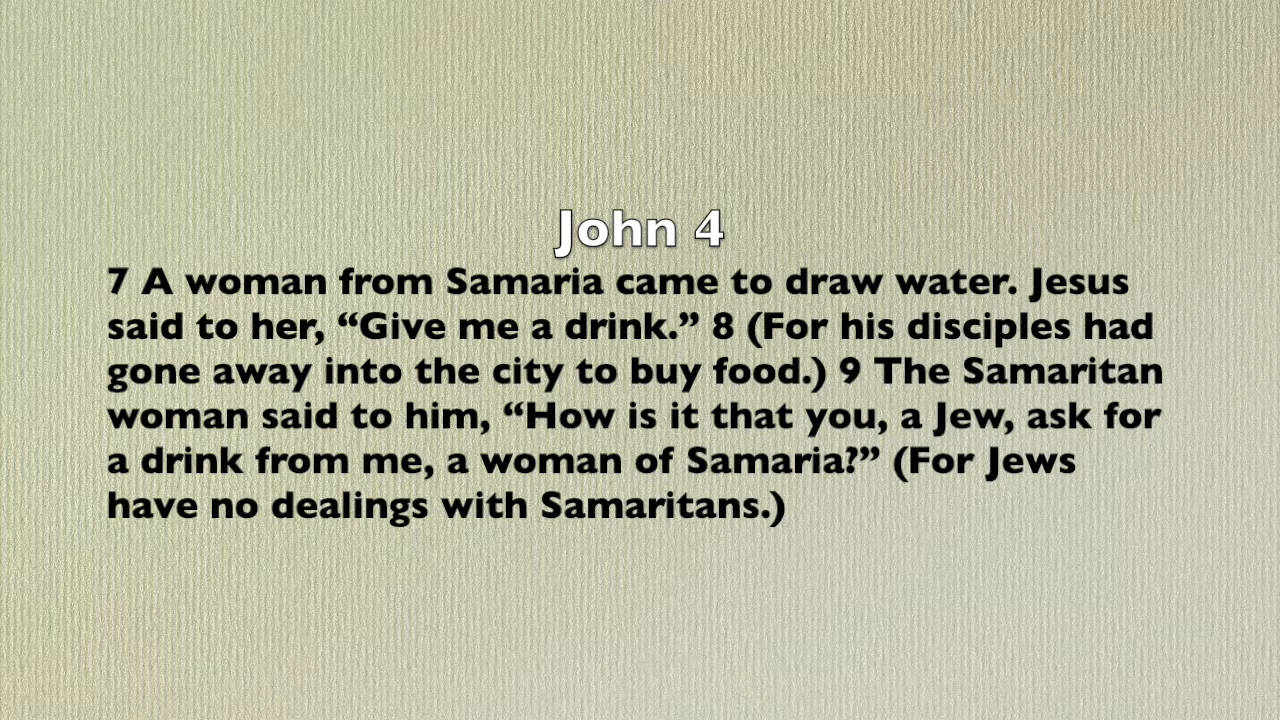 John 4
7 A woman from Samaria came to draw water. Jesus
said to her, “Give me a drink.” 8 (For his disciples had
gone away into the city to buy food.) 9 The Samaritan
woman said to him, “How is it that you, a Jew, ask for
a drink from me, a woman of Samaria?” (For Jews
have no dealings with Samaritans.)